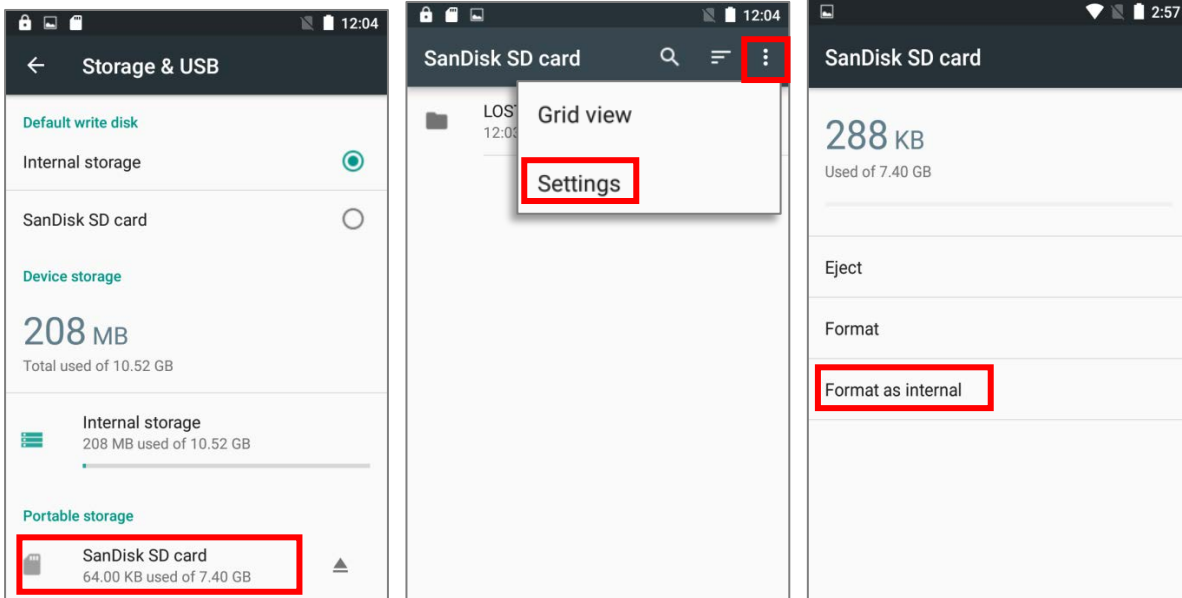 12:04
Storage & USB
Default write disk
Internal storage
SanDisk SD card
Device storage
208 MB
Total used of 10.52 GB
Internal storage
208 MB used of 10.52 GB
Portable storage
SanDisk SD card
64.00 KB used of 7.40 GB
12:04
SanDisk SD card
LOS
12:03
Grid view
Settings
2:57
SanDisk SD card
288 KB
Used of 7.40 GB
Eject
Format
Format as internal